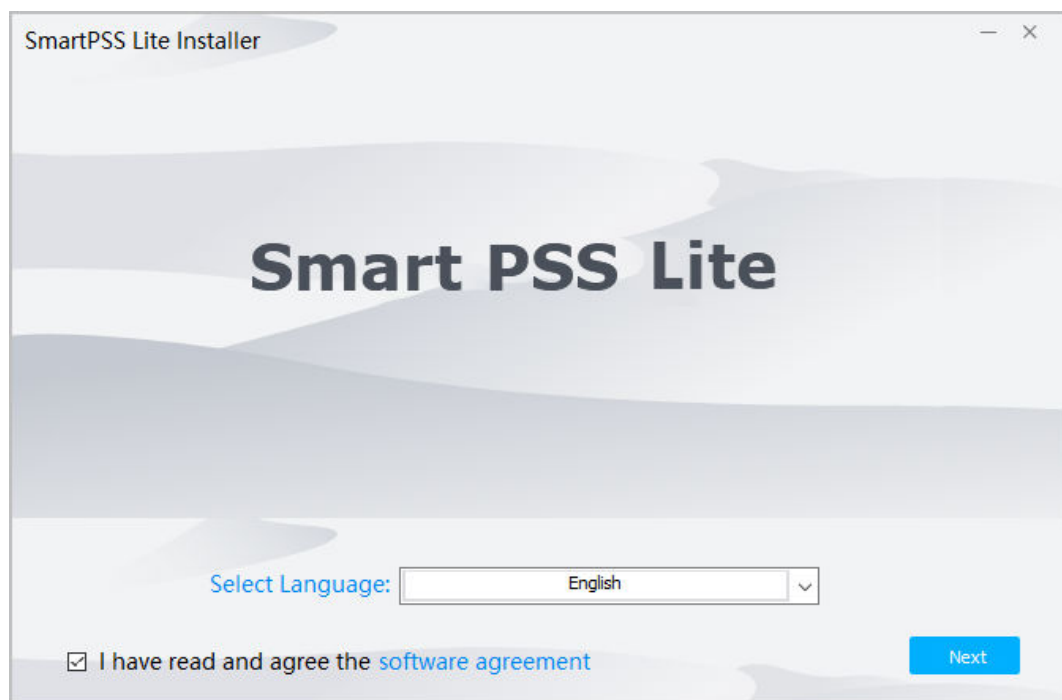 SmartPSS Lite Installer
Smart PSS Lite
Select Language: English
I have read and agree the software agreement
Next